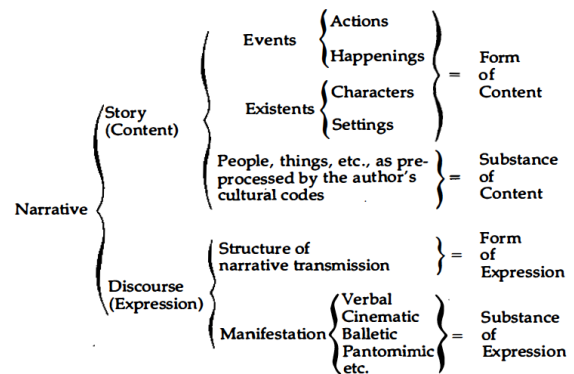 Events
Actions
Happenings
= Form
of
Content
Existents
Characters
Settings
Narrative
Story
(Content)
People, things, etc., as pre-
processed by the author's
cultural codes
= Substance
of
Content
Discourse
(Expression)
Structure of
narrative transmission
= Form
of
Expression
Manifestation
Verbal
Cinematic
Balletic
Pantomimic
etc.
= Substance
of
Expression